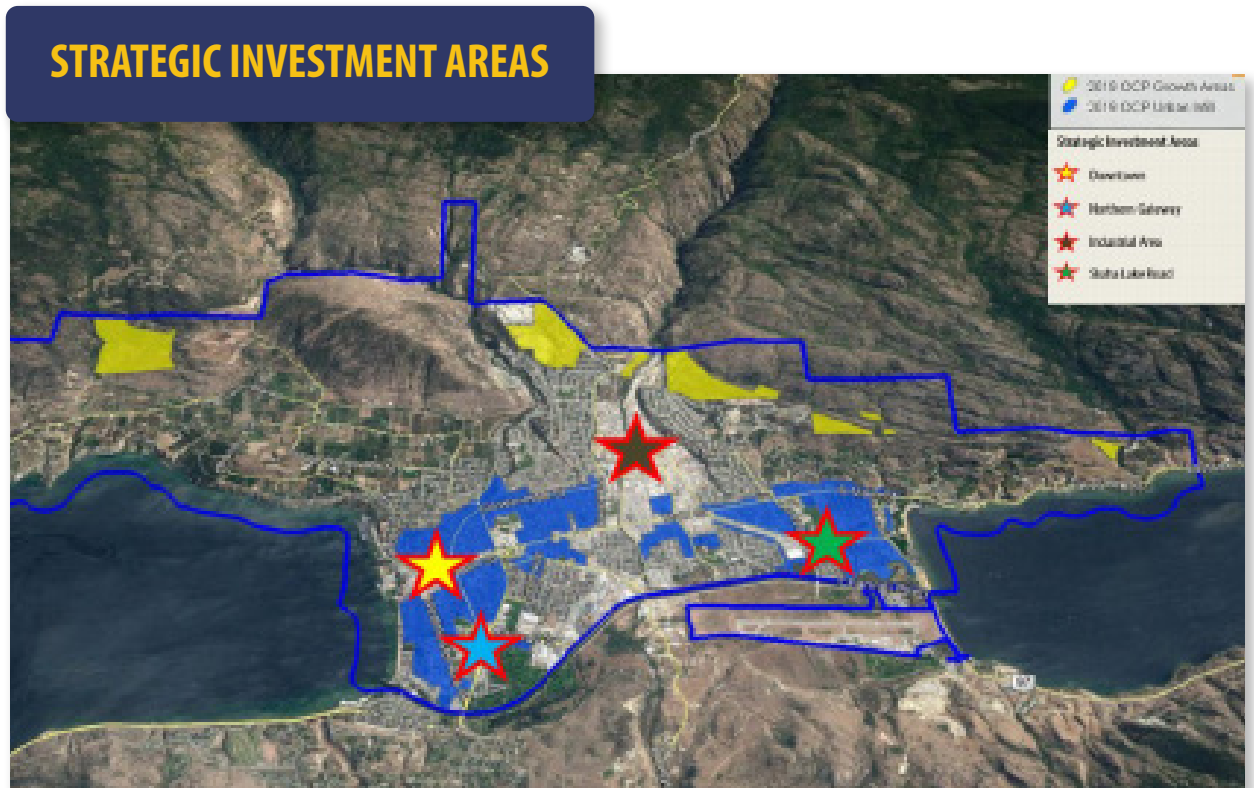 STRATEGIC INVESTMENT AREAS
2019 OCP Growth Areas
2019 OCP Urban Infill
Strategic Investment Areas
Downtown
Northern Gateway
Industrial Area
Skaha Lake Road
97